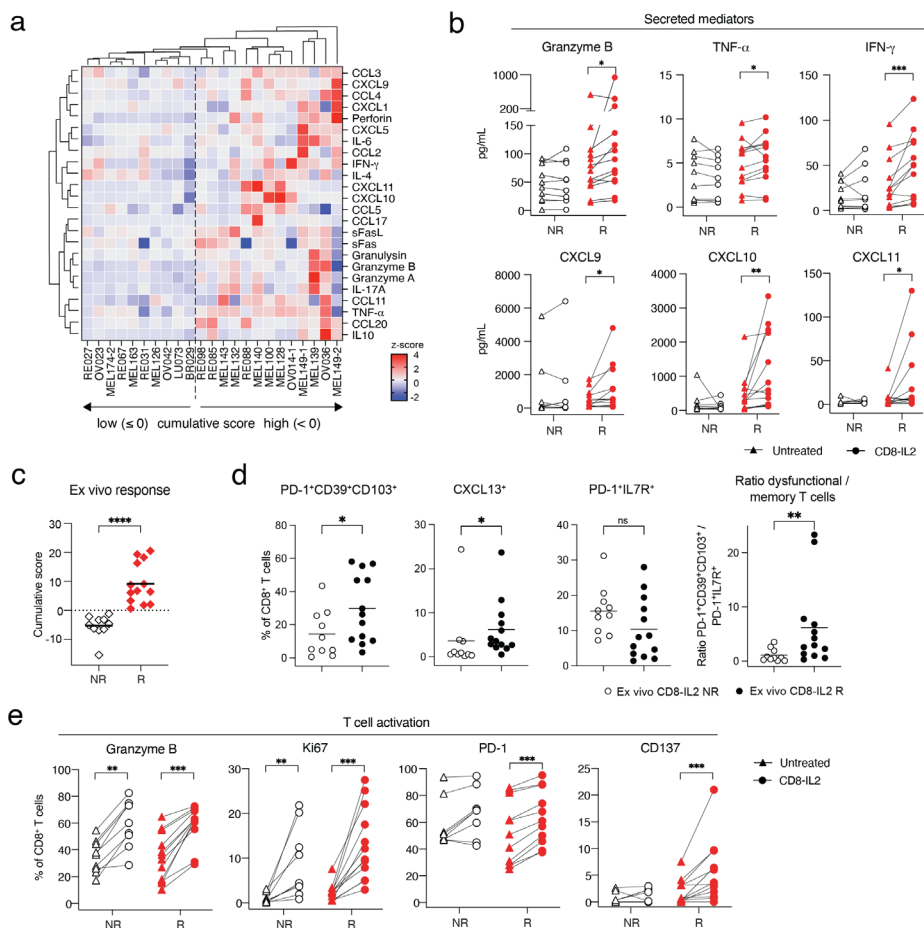 a
CCL3
CXCL9
CCL4
CXCL1
Perforin
CXCL5
IL-6
CCL2
IFN-γ
IL-4
CXCL11
CXCL10
CCL5
CCL17
sFasL
sFas
Granulysin
Granzyme B
Granzyme A
IL-17A
CCL11
TNF-α
CCL20
IL10
z-score
4
2
0
-2
RE027
OV023
MEL174-2
RE067
MEL163
RE031
MEL126
OV042
LU073
BR029
RE098
RE085
MEL143
MEL132
RE088
MEL140
MEL100
MEL128
OV014-1
MEL149-1
MEL139
OV036
MEL149-2
low (≤ 0) cumulative score high (< 0)
b
Secreted mediators
Granzyme B
TNF-α
IFN-γ
pg/mL
1000
200
150
100
50
0
*
NR
R
15
10
5
0
*
NR
R
150
100
50
0
***
NR
R
CXCL9
CXCL10
CXCL11
pg/mL
8000
6000
4000
2000
0
*
NR
R
4000
3000
2000
1000
0
**
NR
R
150
100
50
0
*
NR
R
Untreated
CD8-IL2
c
Ex vivo response
Cumulative score
30
20
10
0
-10
****
NR
R
d
PD-1⁺CD39⁺CD103⁺
CXCL13⁺
PD-1⁺IL7R⁺
Ratio dysfunctional /
memory T cells
% of CD8⁺ T cells
80
60
40
20
0
*
30
20
10
0
*
40
30
20
10
0
ns
Ratio PD-1⁺CD39⁺CD103⁺ /
PD-1⁺IL7R⁺
20
10
0
**
Ex vivo CD8-IL2 NR
Ex vivo CD8-IL2 R
e
T cell activation
Granzyme B
Ki67
PD-1
CD137
% of CD8⁺ T cells
100
80
60
40
20
0
**
***
NR
R
30
20
10
0
**
***
NR
R
100
80
60
40
20
0
***
NR
R
25
20
15
10
5
0
***
NR
R
Untreated
CD8-IL2